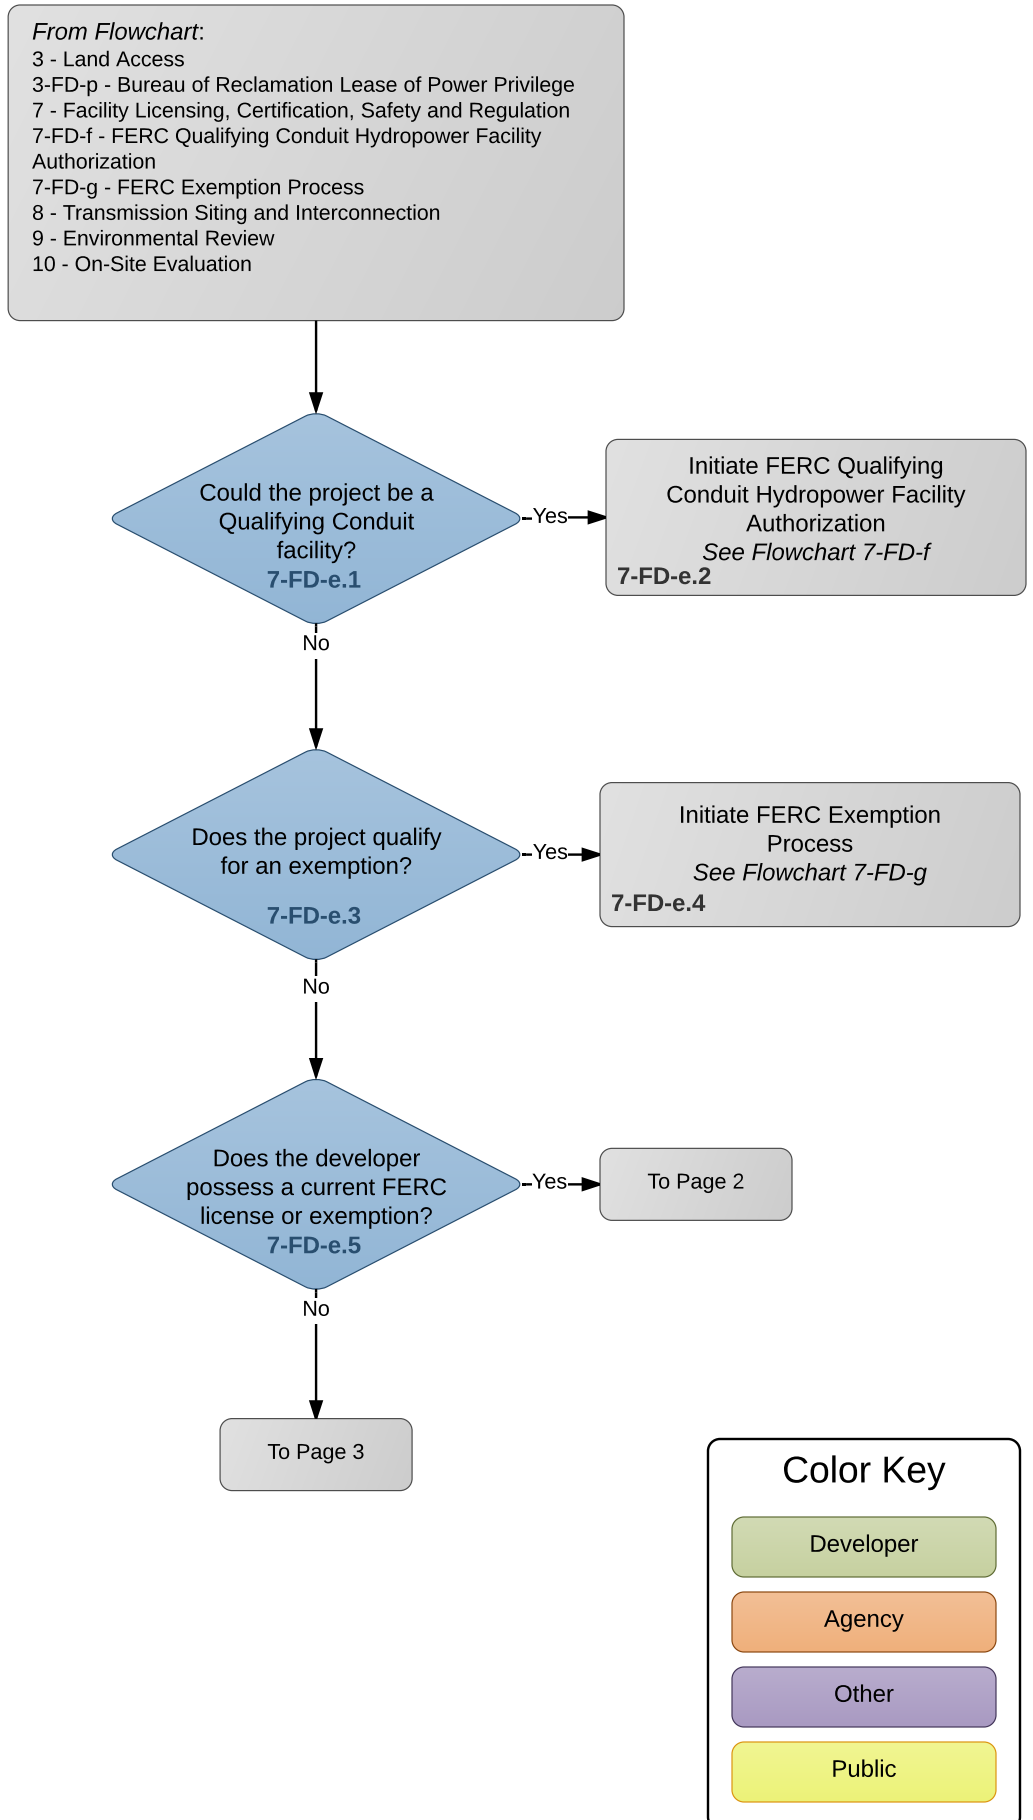 From Flowchart:
3 - Land Access
3-FD-p - Bureau of Reclamation Lease of Power Privilege
7 - Facility Licensing, Certification, Safety and Regulation
7-FD-f - FERC Qualifying Conduit Hydropower Facility
Authorization
7-FD-g - FERC Exemption Process
8 - Transmission Siting and Interconnection
9 - Environmental Review
10 - On-Site Evaluation
Could the project be a
Qualifying Conduit
facility?
7-FD-e.1
Yes
Initiate FERC Qualifying
Conduit Hydropower Facility
Authorization
See Flowchart 7-FD-f
7-FD-e.2
No
Does the project qualify
for an exemption?
7-FD-e.3
Yes
Initiate FERC Exemption
Process
See Flowchart 7-FD-g
7-FD-e.4
No
Does the developer
possess a current FERC
license or exemption?
7-FD-e.5
Yes
To Page 2
No
To Page 3
Color Key
Developer
Agency
Other
Public